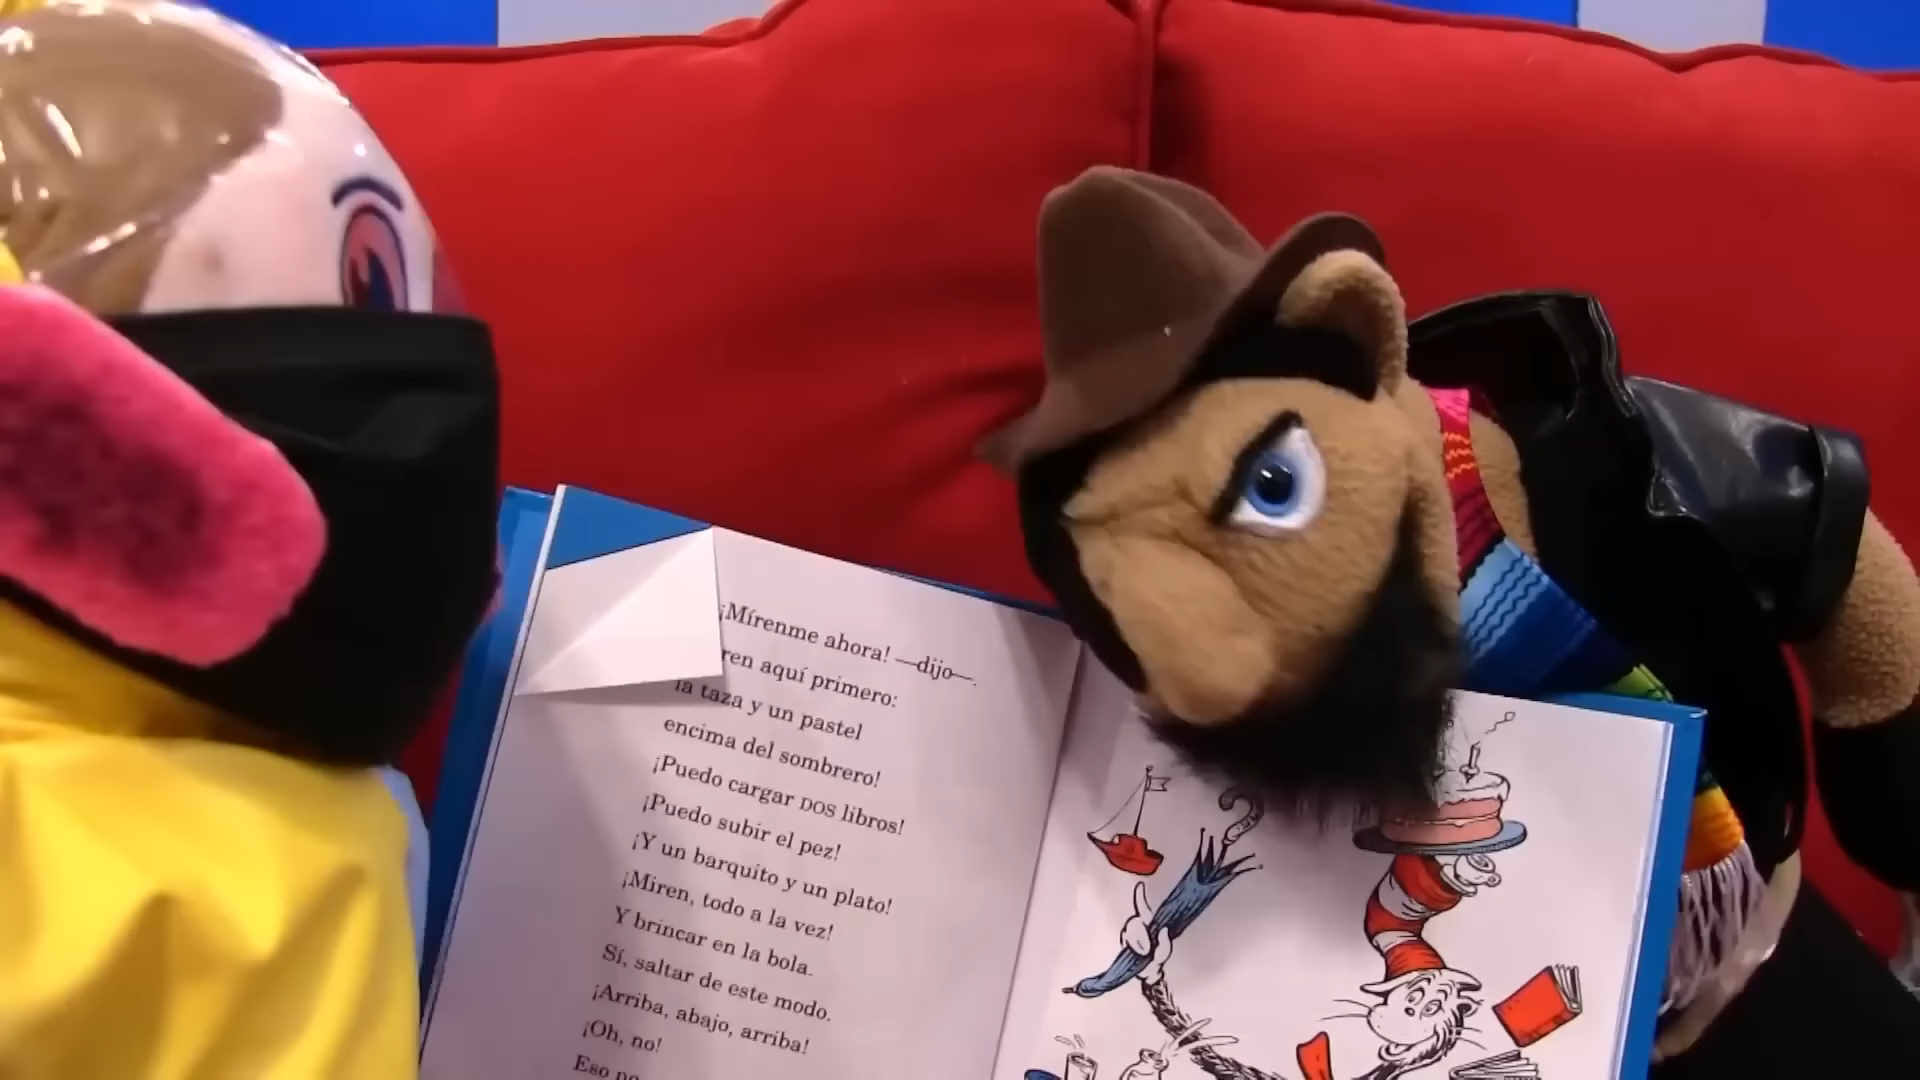 ¡Mírenme ahora! —dijo—.
aquí primero:
la taza y un pastel
encima del sombrero!
¡Puedo cargar DOS libros!
¡Puedo subir el pez!
¡Y un barquito y un plato!
¡Miren, todo a la vez!
Y brincar en la bola.
Sí, saltar de este modo.
¡Arriba, abajo, arriba!
¡Oh, no!
Eso